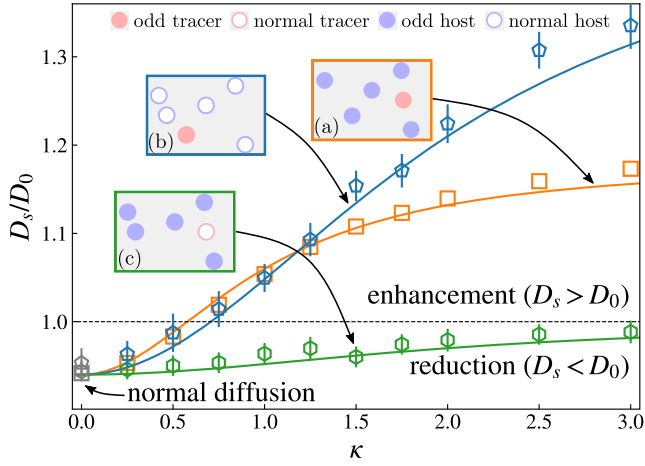 odd tracer normal tracer odd host normal host
1.3
1.2
1.1
1.0
D_s/D_0
(a)
(b)
(c)
enhancement (D_s > D_0)
reduction (D_s < D_0)
normal diffusion
0.0 0.5 1.0 1.5 2.0 2.5 3.0
κ